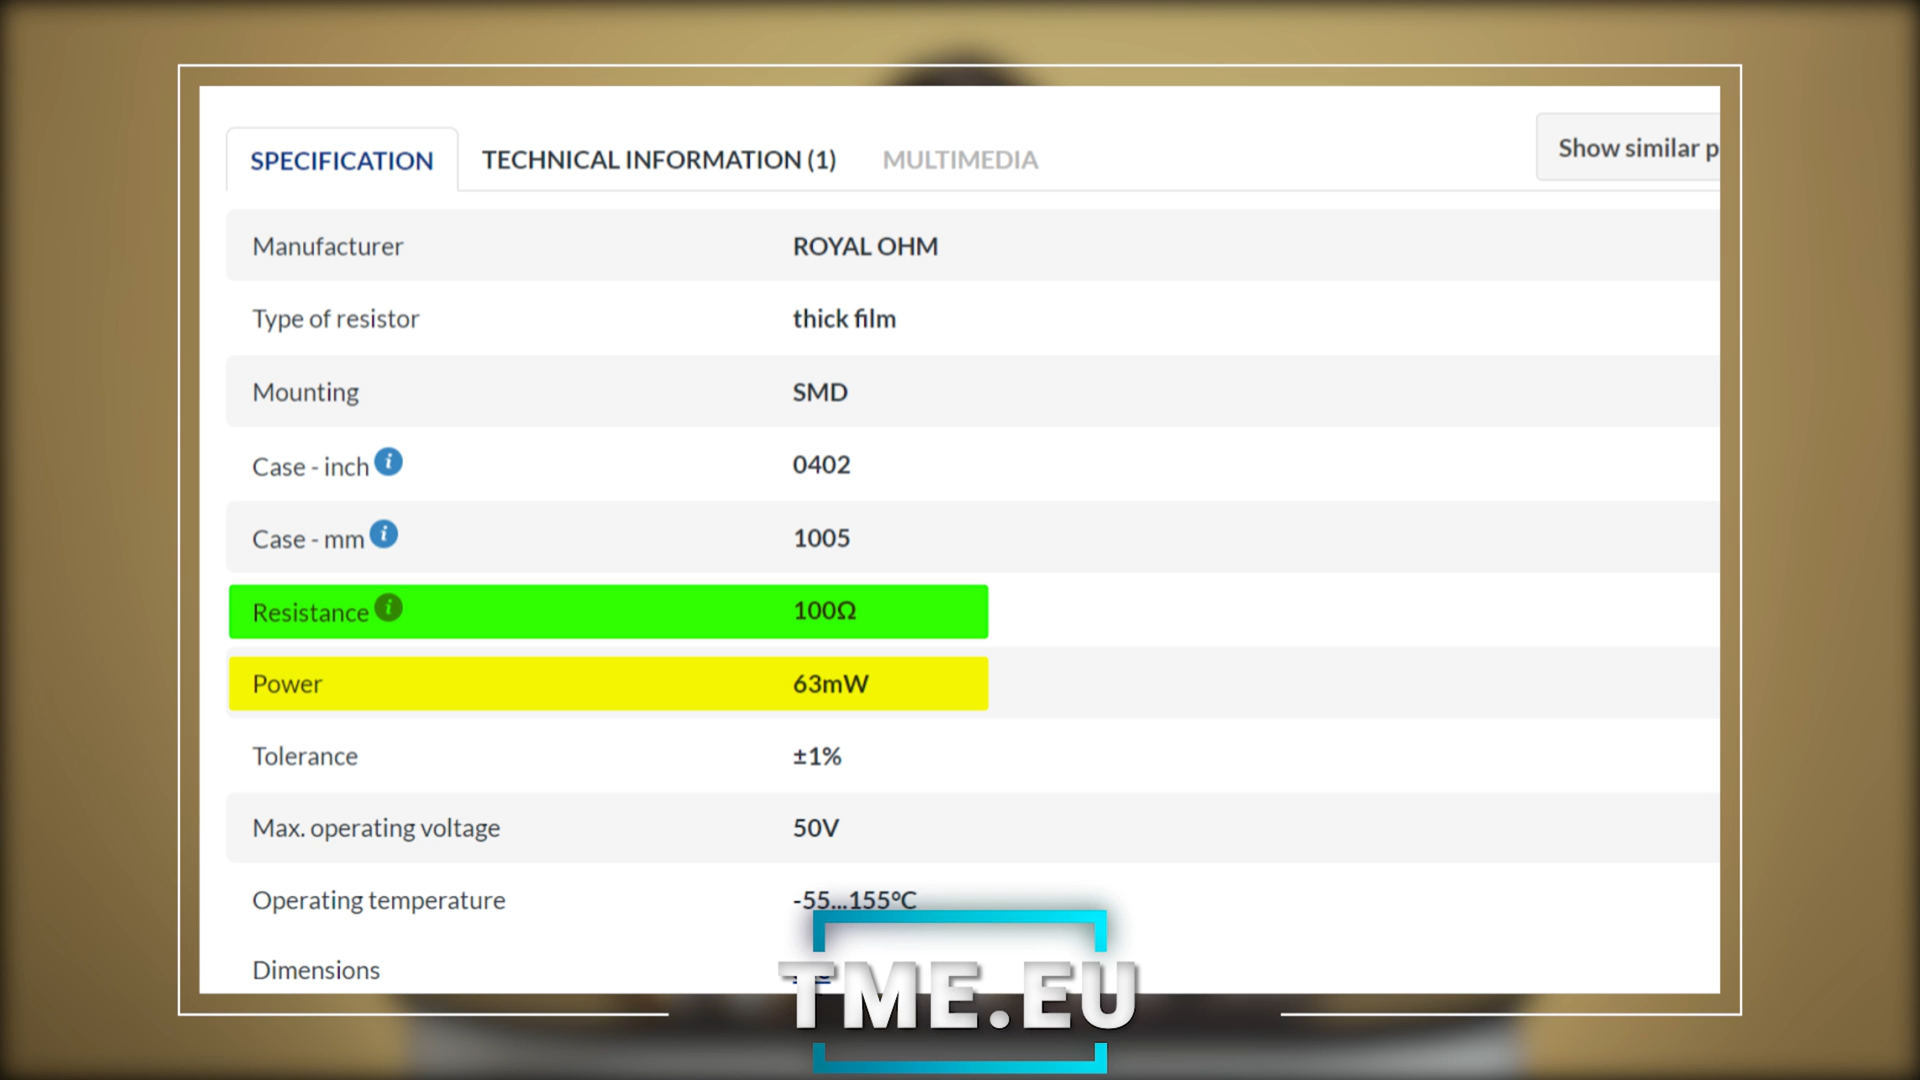 SPECIFICATION TECHNICAL INFORMATION (1) MULTIMEDIA Show similar p
Manufacturer ROYAL OHM
Type of resistor thick film
Mounting SMD
Case - inch i 0402
Case - mm i 1005
Resistance i 100Ω
Power 63mW
Tolerance ±1%
Max. operating voltage 50V
Operating temperature -55...155°C
Dimensions
TME.EU